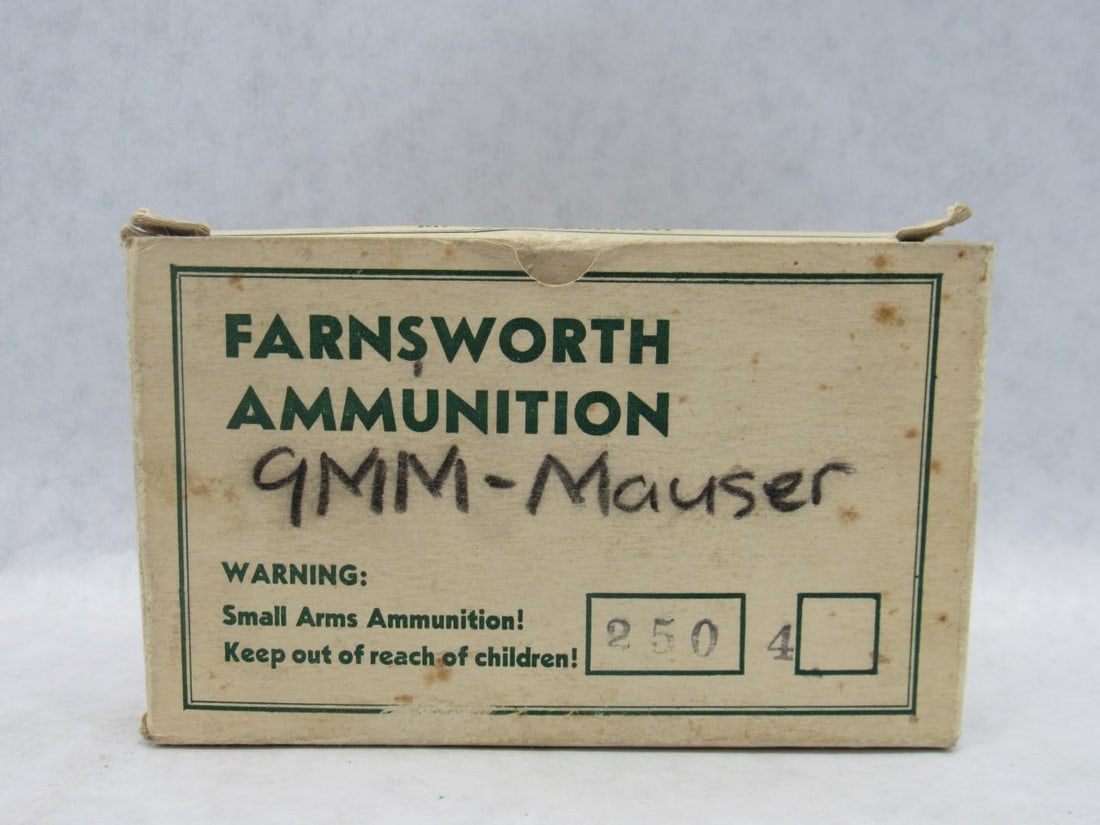 FARNSWORTH
AMMUNITION
9MM-Mauser
WARNING:
Small Arms Ammunition!
Keep out of reach of children!
250 4